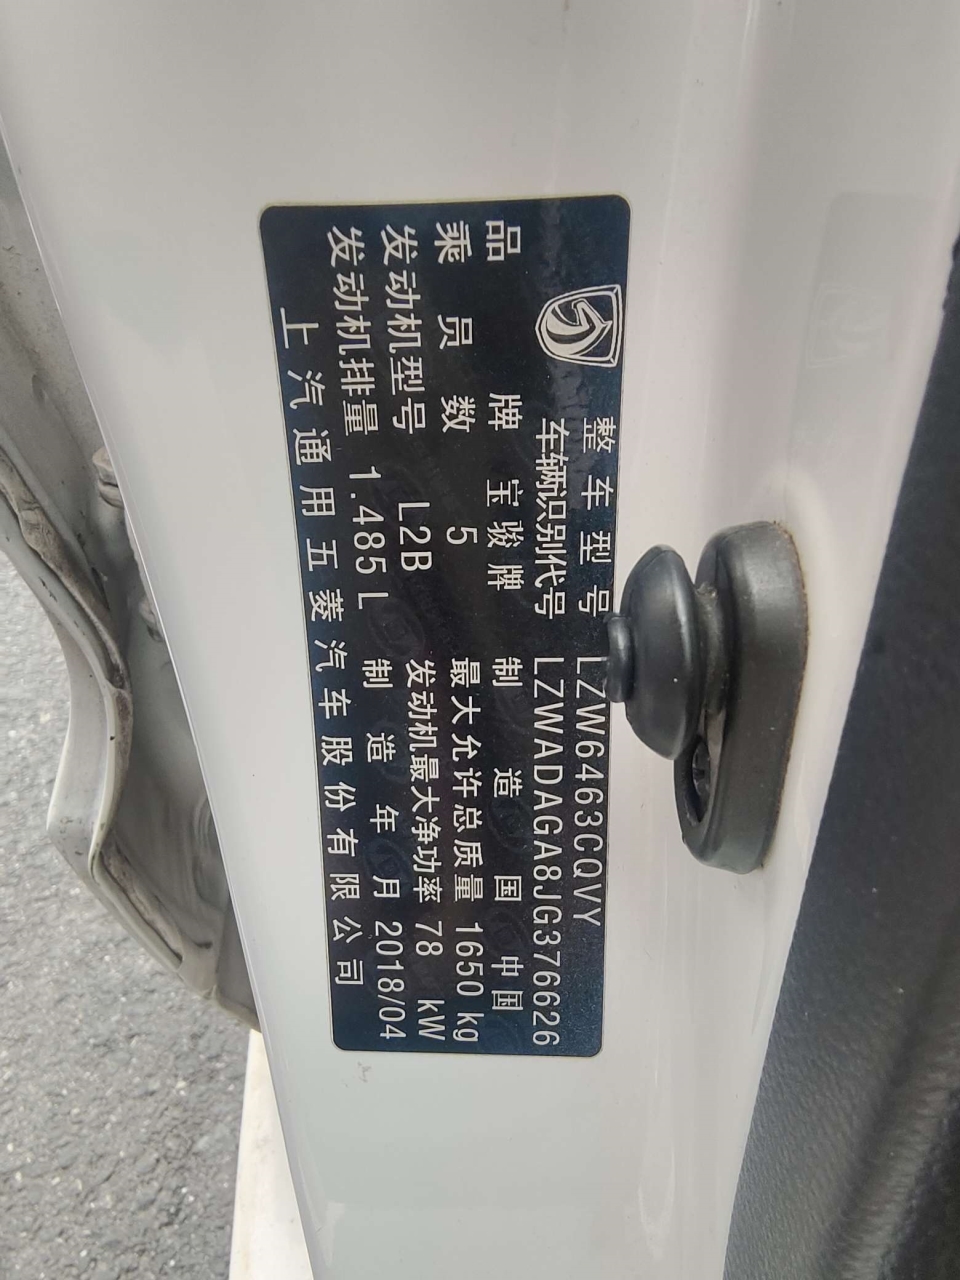 整车型号 LZW6463CQVY
车辆识别代号 LZWADAGA8JG376626
品牌 宝骏牌 制造国 中国
乘员数 5 最大允许总质量 1650 kg
发动机型号 L2B 发动机最大净功率 78 kW
发动机排量 1.485 L 制造年月 2018/04
上汽通用五菱汽车股份有限公司